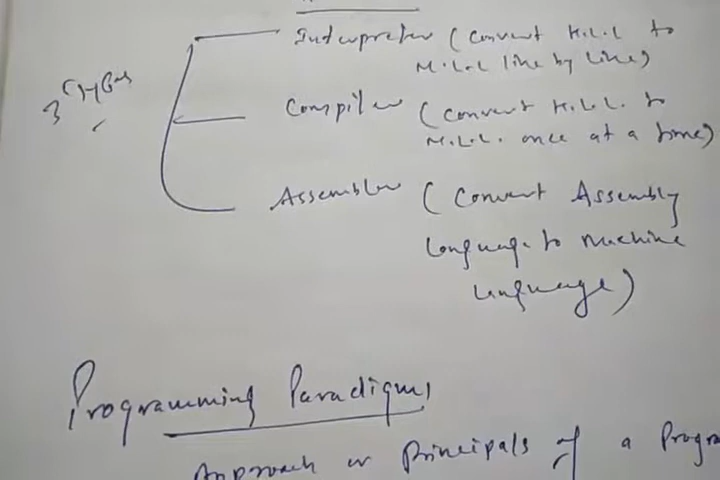 Interpreter (Convert H.L.L to
M.L.L line by line)
3 Types
Compiler (Convert H.L.L. to
M.L.L. once at a time)
Assembler (Convert Assembly
language to Machine
language)
Programming Paradigms
Approach or Principals of a Progra